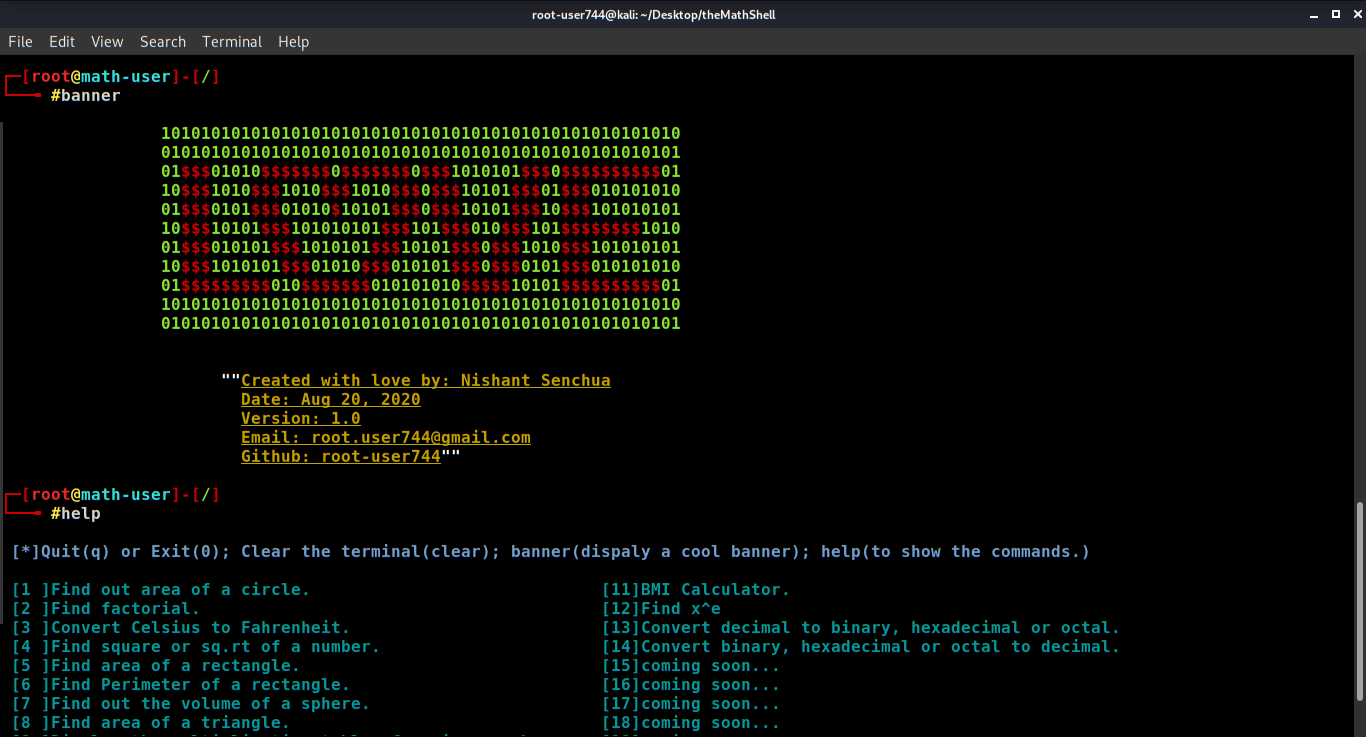 root-user744@kali: ~/Desktop/theMathShell
File Edit View Search Terminal Help
[root@math-user]-[/]
#banner
1010101010101010101010101010101010101010101010101010
0101010101010101010101010101010101010101010101010101
01$$$01010$$$$$$$0$$$$$$$0$$$1010101$$$0$$$$$$$$$$01
10$$$1010$$$1010$$$1010$$$0$$$10101$$$01$$$010101010
01$$$0101$$$01010$10101$$$0$$$10101$$$10$$$101010101
10$$$10101$$$101010101$$$101$$$010$$$101$$$$$$$$1010
01$$$010101$$$1010101$$$10101$$$0$$$1010$$$101010101
10$$$1010101$$$01010$$$010101$$$0$$$0101$$$010101010
01$$$$$$$$$010$$$$$$$010101010$$$$$10101$$$$$$$$$$01
1010101010101010101010101010101010101010101010101010
0101010101010101010101010101010101010101010101010101
""Created with love by: Nishant Senchua
Date: Aug 20, 2020
Version: 1.0
Email: root.user744@gmail.com
Github: root-user744""
[root@math-user]-[/]
#help
[*]Quit(q) or Exit(0); Clear the terminal(clear); banner(dispaly a cool banner); help(to show the commands.)
[1 ]Find out area of a circle. [11]BMI Calculator.
[2 ]Find factorial. [12]Find x^e
[3 ]Convert Celsius to Fahrenheit. [13]Convert decimal to binary, hexadecimal or octal.
[4 ]Find square or sq.rt of a number. [14]Convert binary, hexadecimal or octal to decimal.
[5 ]Find area of a rectangle. [15]coming soon...
[6 ]Find Perimeter of a rectangle. [16]coming soon...
[7 ]Find out the volume of a sphere. [17]coming soon...
[8 ]Find area of a triangle. [18]coming soon...